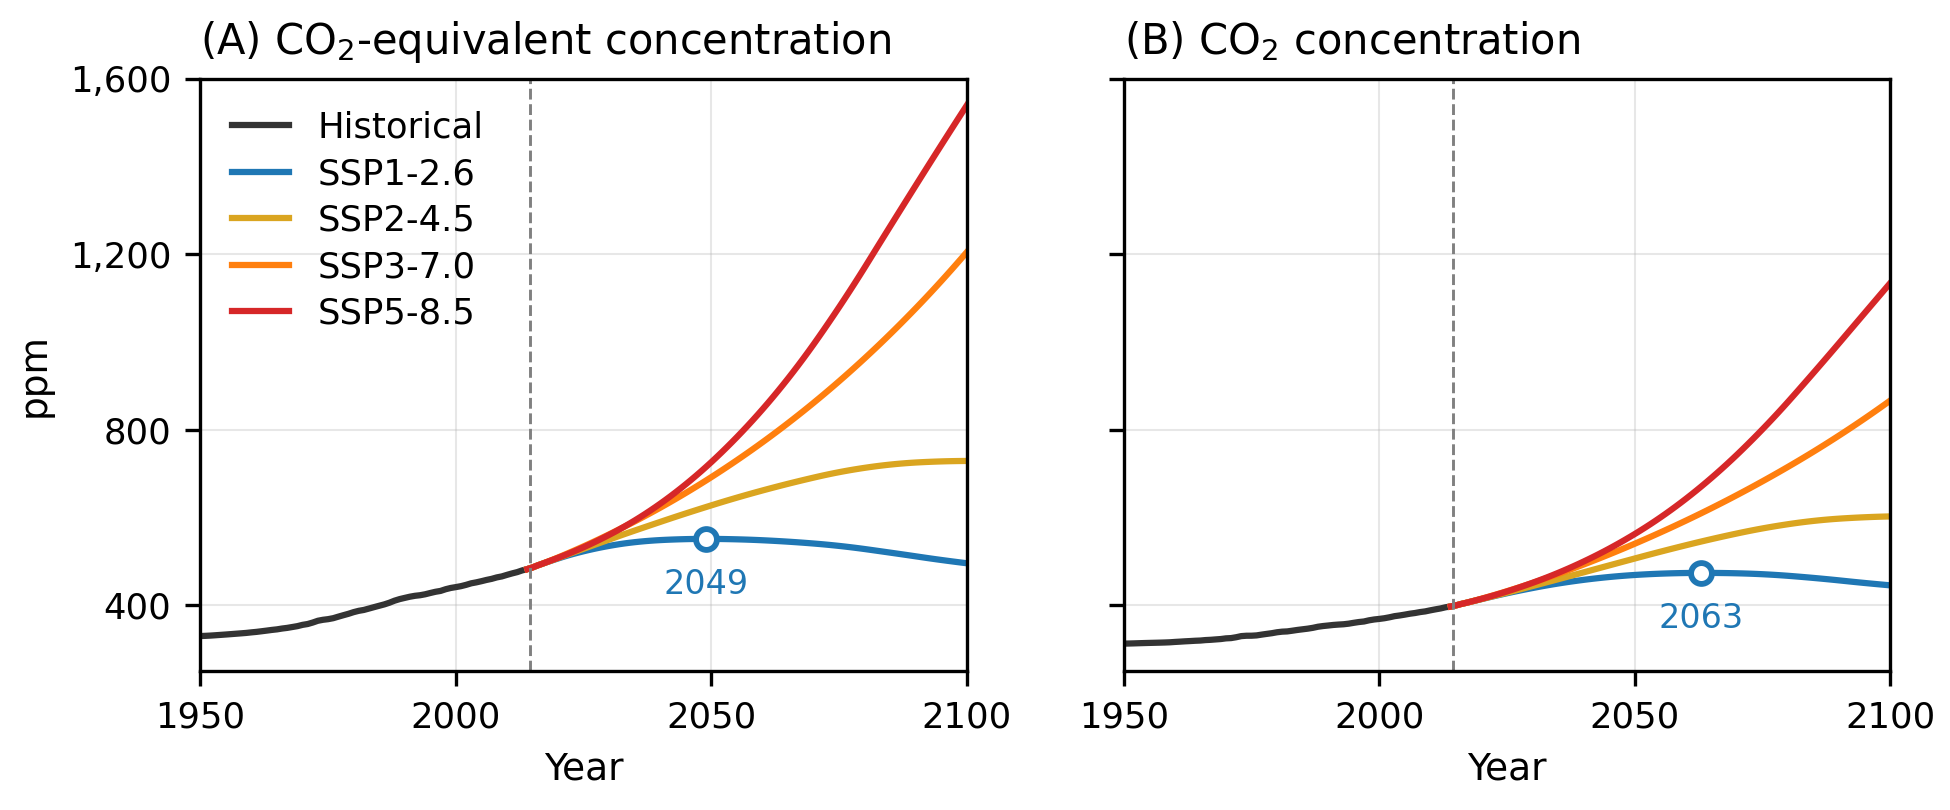 (A) CO₂-equivalent concentration
1,600
1,200
800
400
ppm
Historical
SSP1-2.6
SSP2-4.5
SSP3-7.0
SSP5-8.5
2049
1950 2000 2050 2100
Year
(B) CO₂ concentration
2063
1950 2000 2050 2100
Year